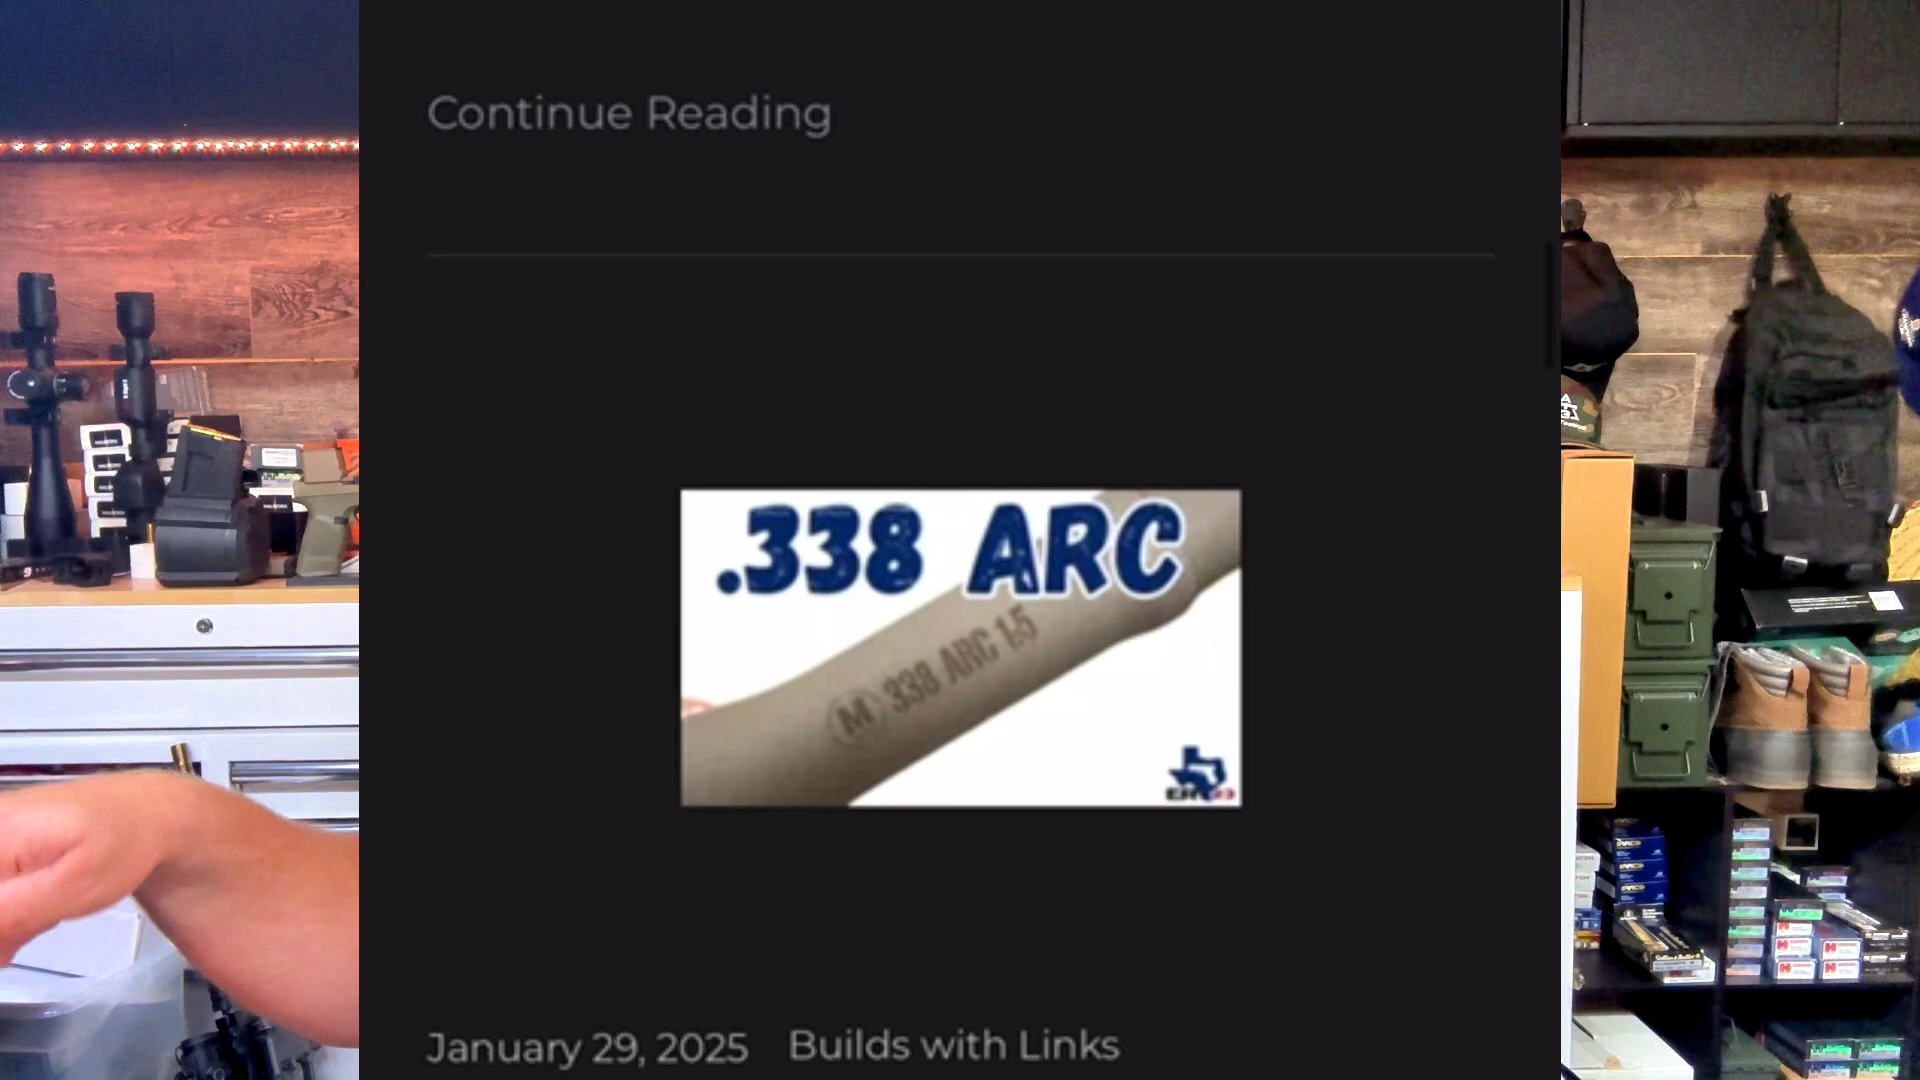 Continue Reading
.338 ARC
M 338 ARC 1:5
January 29, 2025 Builds with Links